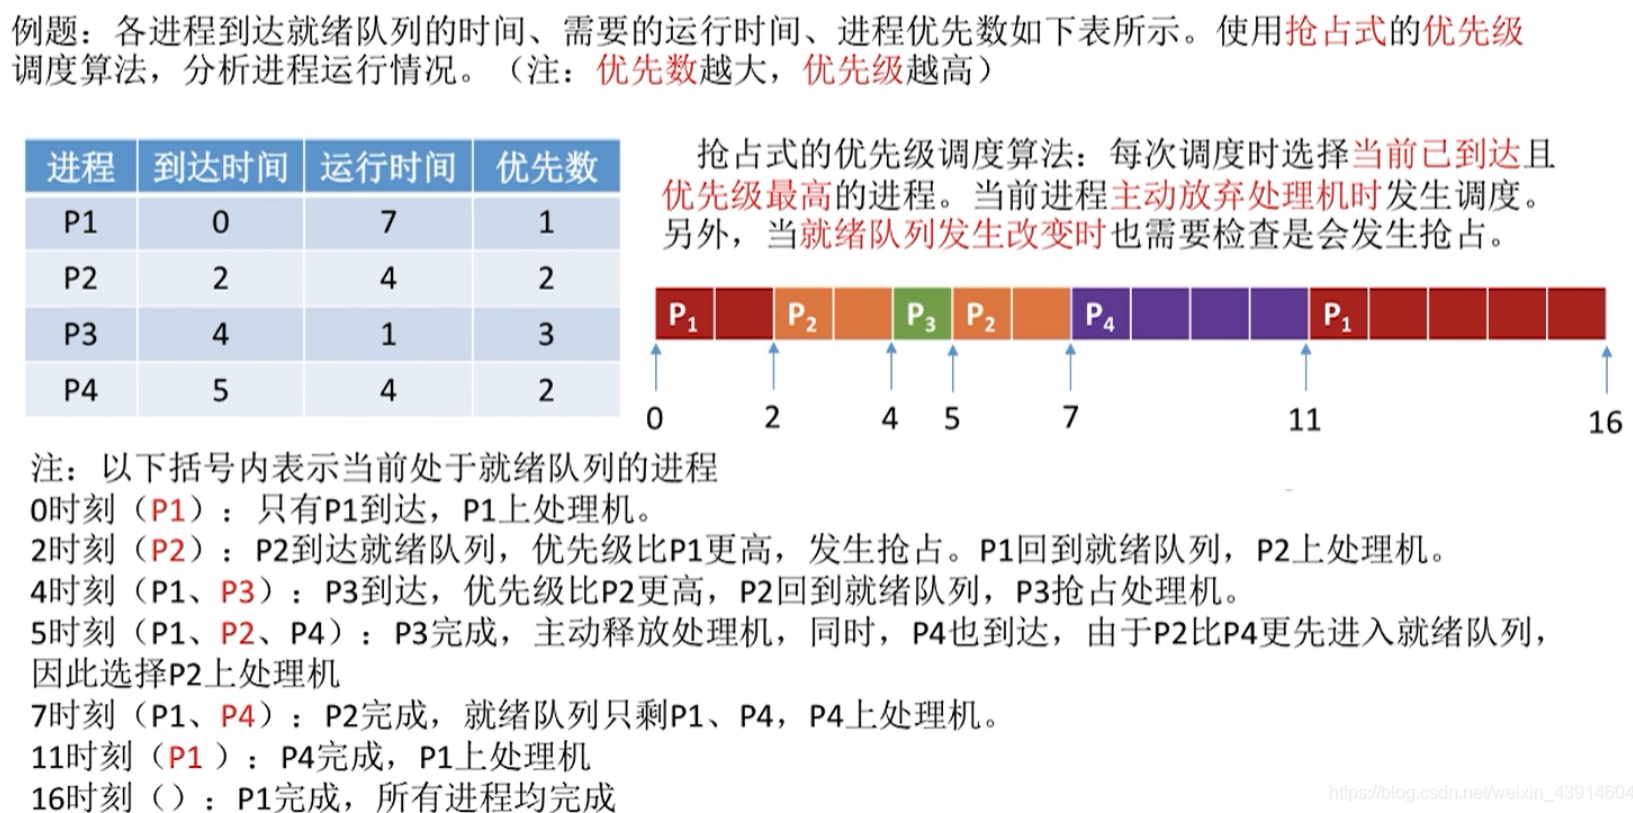 例题：各进程到达就绪队列的时间、需要的运行时间、进程优先数如下表所示。使用抢占式的优先级
调度算法，分析进程运行情况。（注：优先数越大，优先级越高）
进程 到达时间 运行时间 优先数
P1 0 7 1
P2 2 4 2
P3 4 1 3
P4 5 4 2
抢占式的优先级调度算法：每次调度时选择当前已到达且
优先级最高的进程。当前进程主动放弃处理机时发生调度。
另外，当就绪队列发生改变时也需要检查是会发生抢占。
P1 P2 P3 P2 P4 P1
0 2 4 5 7 11 16
注：以下括号内表示当前处于就绪队列的进程
0时刻（P1）：只有P1到达，P1上处理机。
2时刻（P2）：P2到达就绪队列，优先级比P1更高，发生抢占。P1回到就绪队列，P2上处理机。
4时刻（P1、P3）：P3到达，优先级比P2更高，P2回到就绪队列，P3抢占处理机。
5时刻（P1、P2、P4）：P3完成，主动释放处理机，同时，P4也到达，由于P2比P4更先进入就绪队列，
因此选择P2上处理机
7时刻（P1、P4）：P2完成，就绪队列只剩P1、P4，P4上处理机。
11时刻（P1 ）：P4完成，P1上处理机
16时刻（）：P1完成，所有进程均完成
https://blog.csdn.net/weixin_43914604